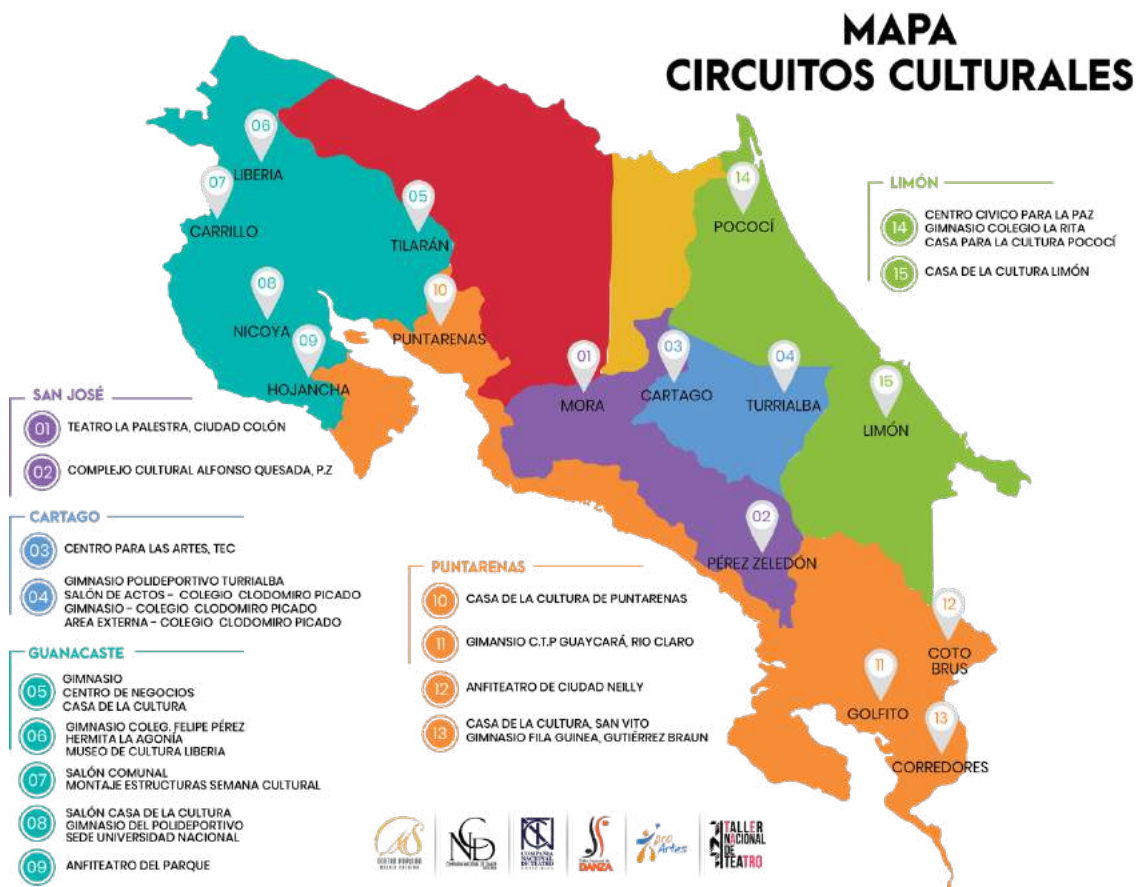 MAPA
CIRCUITOS CULTURALES
06
LIBERIA
07
CARRILLO
05
TILARÁN
14
POCOCÍ
08
NICOYA
10
PUNTARENAS
09
HOJANCHA
01
MORA
03
CARTAGO
04
TURRIALBA
15
LIMÓN
02
PÉREZ ZELEDÓN
12
COTO
BRUS
11
GOLFITO
13
CORREDORES
LIMÓN
14
CENTRO CIVICO PARA LA PAZ
GIMNASIO COLEGIO LA RITA
CASA PARA LA CULTURA POCOCÍ
15
CASA DE LA CULTURA LIMÓN
SAN JOSÉ
01
TEATRO LA PALESTRA, CIUDAD COLÓN
02
COMPLEJO CULTURAL ALFONSO QUESADA, P.Z
CARTAGO
03
CENTRO PARA LAS ARTES, TEC
04
GIMNASIO POLIDEPORTIVO TURRIALBA
SALÓN DE ACTOS - COLEGIO CLODOMIRO PICADO
GIMNASIO - COLEGIO CLODOMIRO PICADO
AREA EXTERNA - COLEGIO CLODOMIRO PICADO
GUANACASTE
05
GIMNASIO
CENTRO DE NEGOCIOS
CASA DE LA CULTURA
06
GIMNASIO COLEG. FELIPE PÉREZ
HERMITA LA AGONÍA
MUSEO DE CULTURA LIBERIA
07
SALÓN COMUNAL
MONTAJE ESTRUCTURAS SEMANA CULTURAL
08
SALÓN CASA DE LA CULTURA
GIMNASIO DEL POLIDEPORTIVO
SEDE UNIVERSIDAD NACIONAL
09
ANFITEATRO DEL PARQUE
PUNTARENAS
10
CASA DE LA CULTURA DE PUNTARENAS
11
GIMANSIO C.T.P GUAYCARÁ, RIO CLARO
12
ANFITEATRO DE CIUDAD NEILLY
13
CASA DE LA CULTURA, SAN VITO
GIMNASIO FILA GUINEA, GUTIÉRREZ BRAUN
COMPAÑÍA
NACIONAL
DE TEATRO
DANZA
pro
Artes
TALLER
NACIONAL
DE
TEATRO